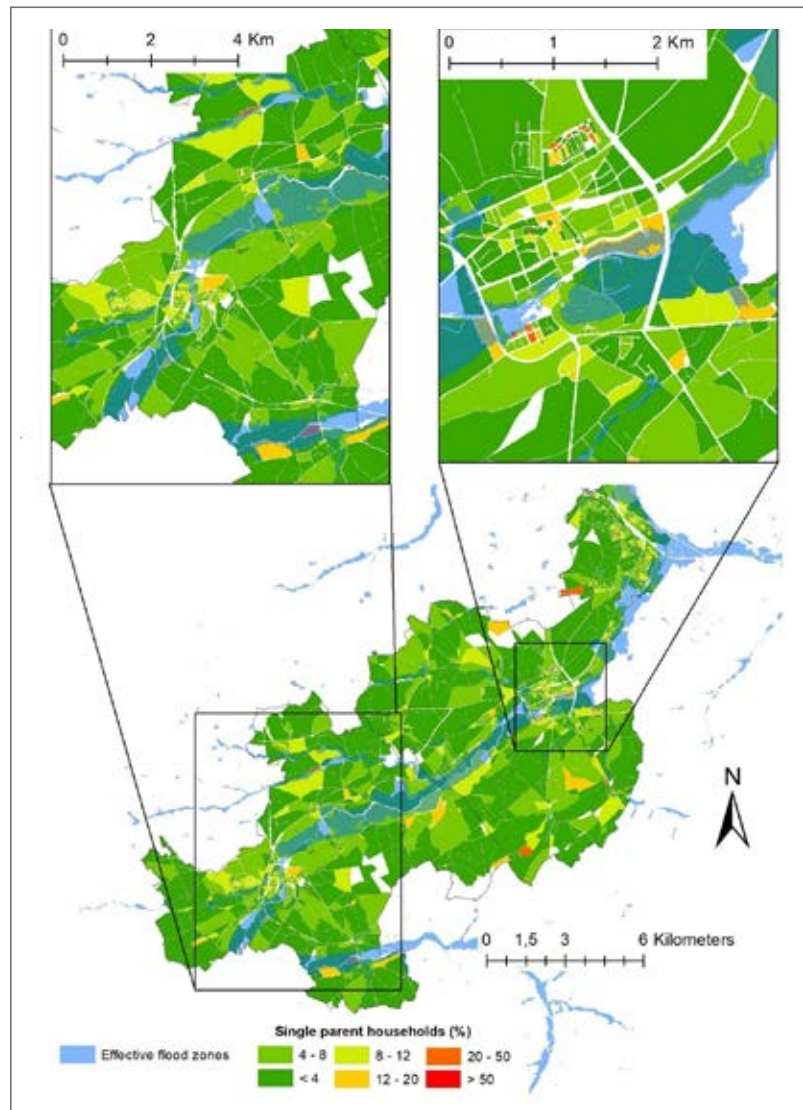 0 2 4 Km
0 1 2 Km
N
0 1,5 3 6 Kilometers
Single parent households (%)
Effective flood zones 4 - 8 8 - 12 20 - 50
< 4 12 - 20 > 50